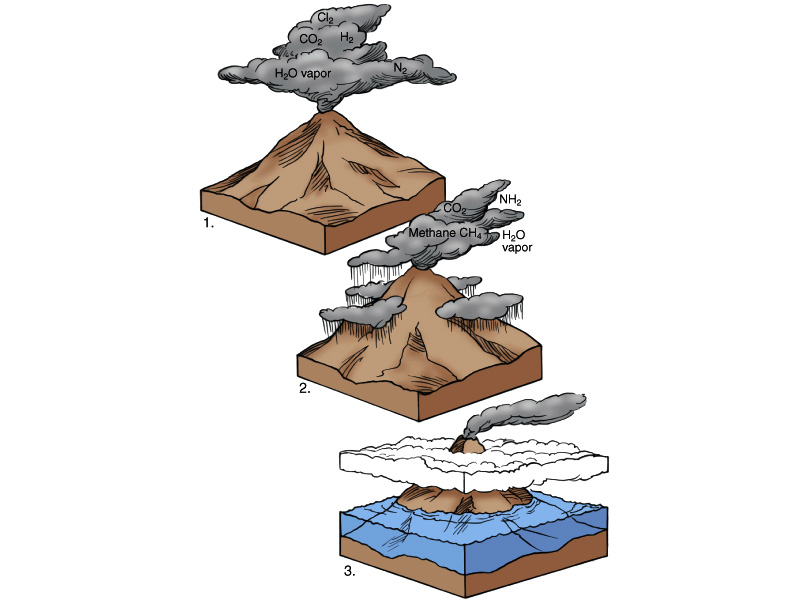 Cl₂
CO₂ H₂
H₂O vapor N₂
1.
CO₂ NH₂
Methane CH₄ H₂O
vapor
2.
3.